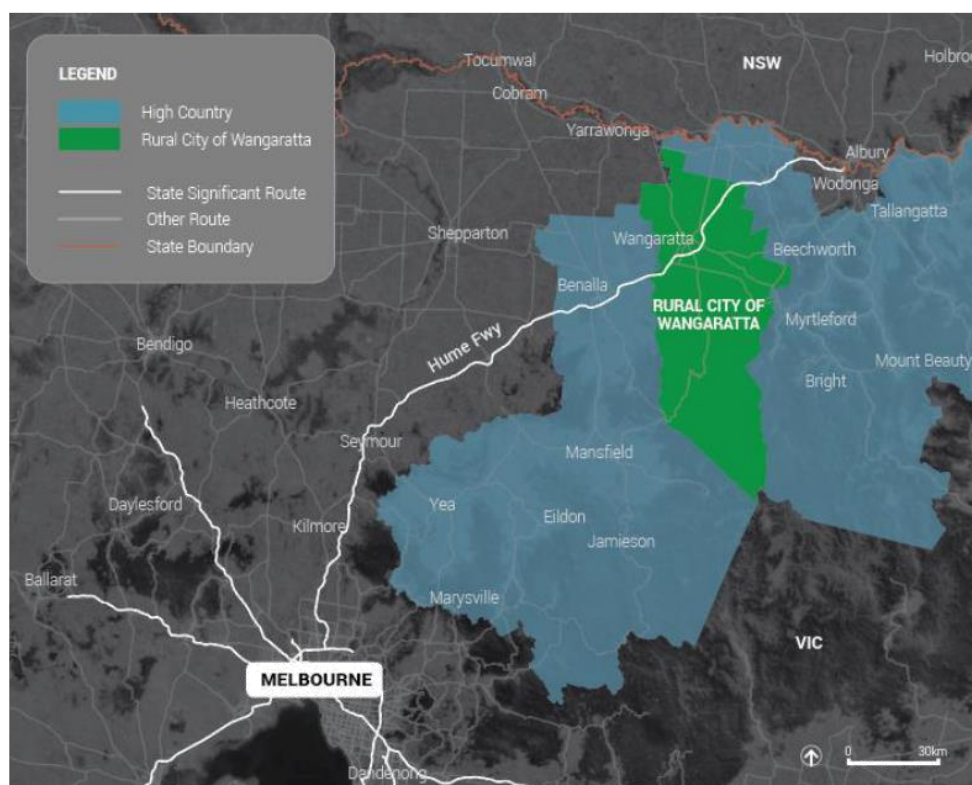 LEGEND
High Country
Rural City of Wangaratta
State Significant Route
Other Route
State Boundary
Tocumwal
Cobram
NSW
Yarrawonga
Albury
Wodonga
Tallangatta
Shepparton
Wangaratta
Beechworth
Benalla
RURAL CITY OF
WANGARATTA
Myrtleford
Hume Fwy
Bendigo
Mount Beauty
Bright
Heathcote
Seymour
Mansfield
Daylesford
Yea
Kilmore
Eildon
Jamieson
Ballarat
Marysville
VIC
MELBOURNE
Dandenong
0 30km